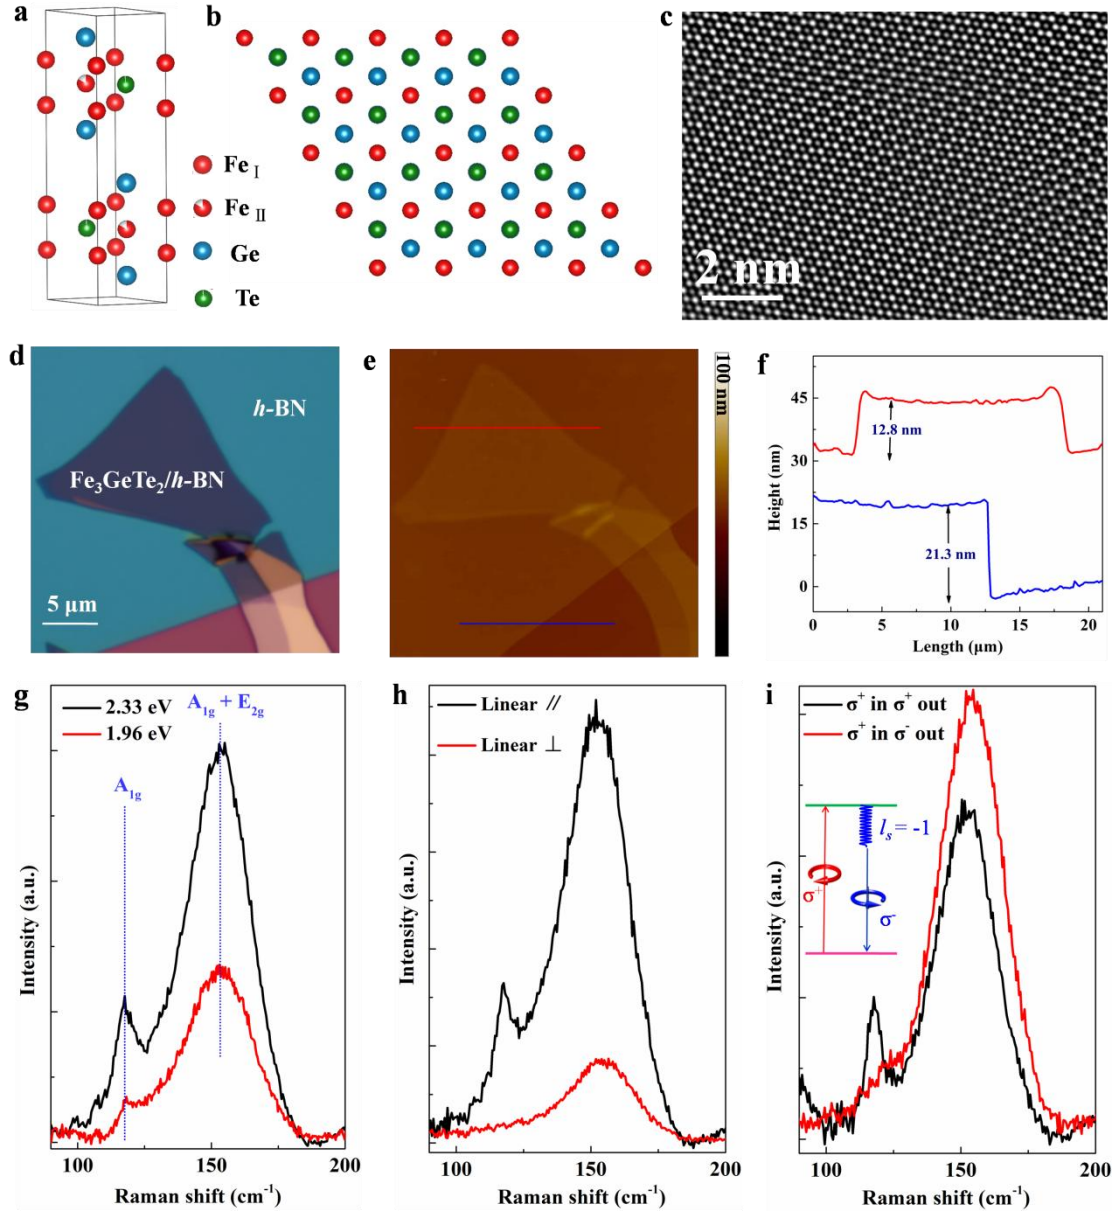 a
b
c
Fe I
Fe II
Ge
Te
2 nm
d
h-BN
Fe₃GeTe₂/h-BN
5 μm
e
100 nm
f
45
30
15
0
Height (nm)
12.8 nm
21.3 nm
0
5
10
15
20
Length (μm)
g
2.33 eV
1.96 eV
A₁g + E₂g
A₁g
Intensity (a.u.)
100
150
200
Raman shift (cm⁻¹)
h
Linear //
Linear ⊥
Intensity (a.u.)
100
150
200
Raman shift (cm⁻¹)
i
σ⁺ in σ⁺ out
σ⁺ in σ⁻ out
lₛ = -1
σ⁺
σ⁻
Intensity (a.u.)
100
150
200
Raman shift (cm⁻¹)